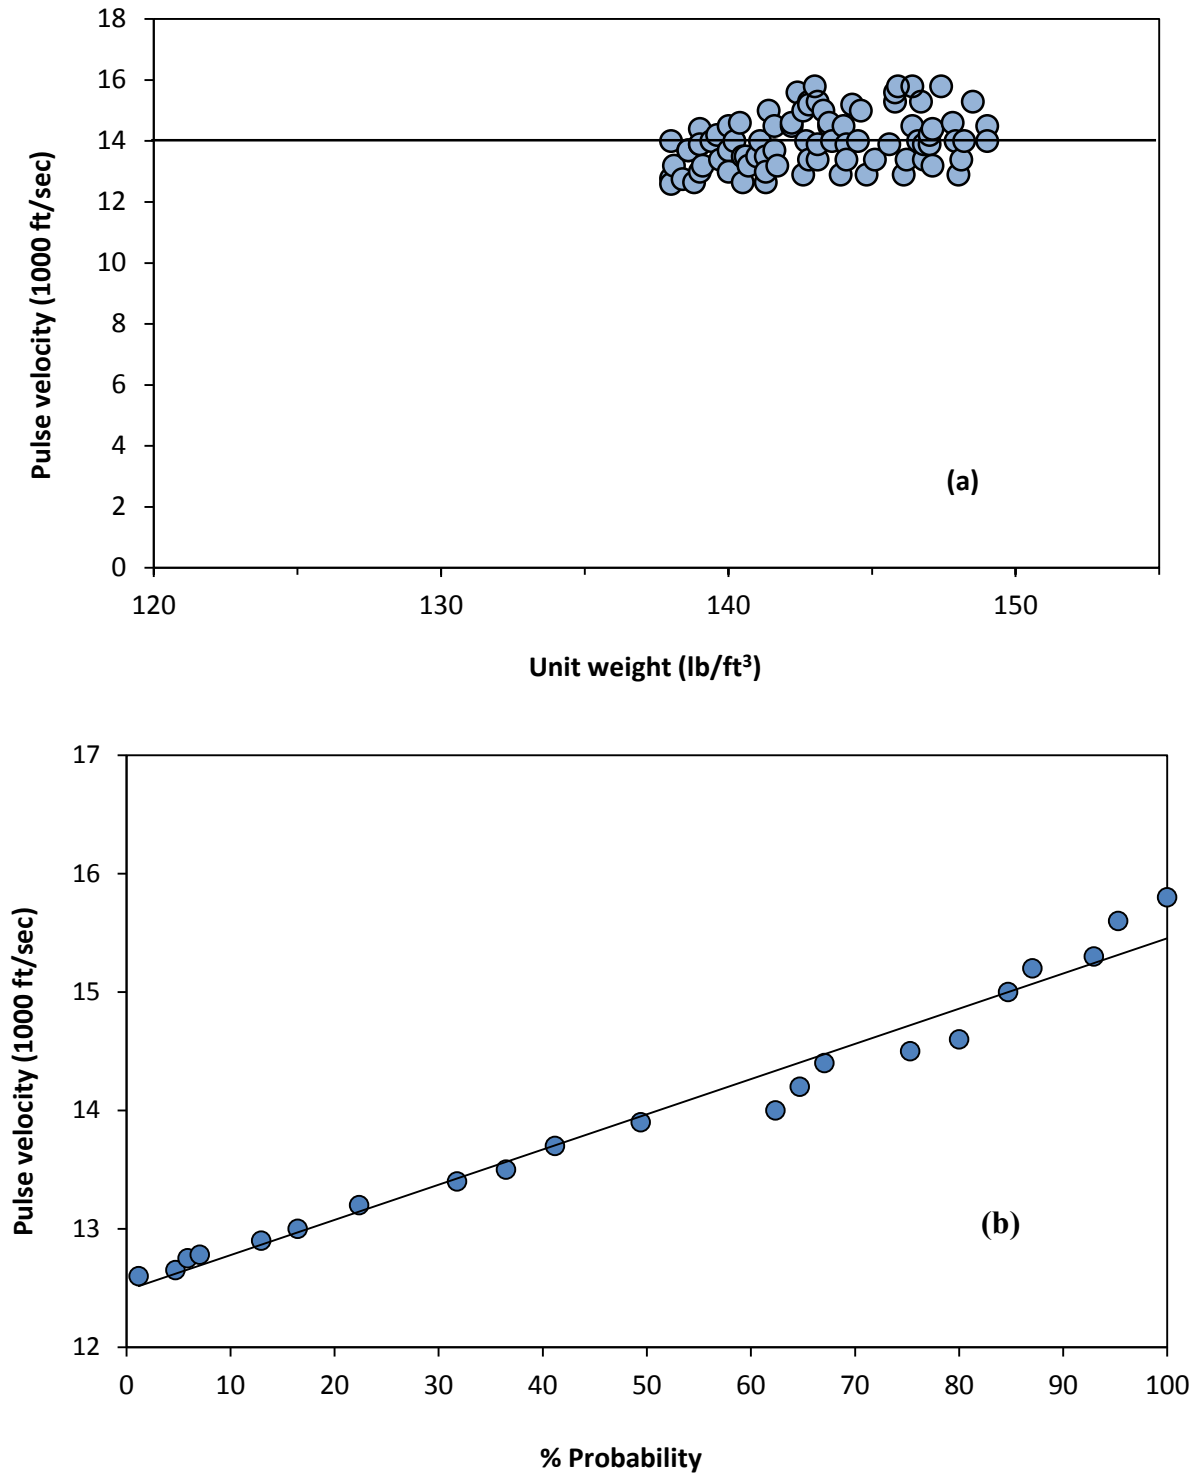 18
16
14
12
10
8
6
4
2
0
Pulse velocity (1000 ft/sec)
(a)
120 130 140 150
Unit weight (lb/ft³)
17
16
15
14
13
12
Pulse velocity (1000 ft/sec)
(b)
0 10 20 30 40 50 60 70 80 90 100
% Probability